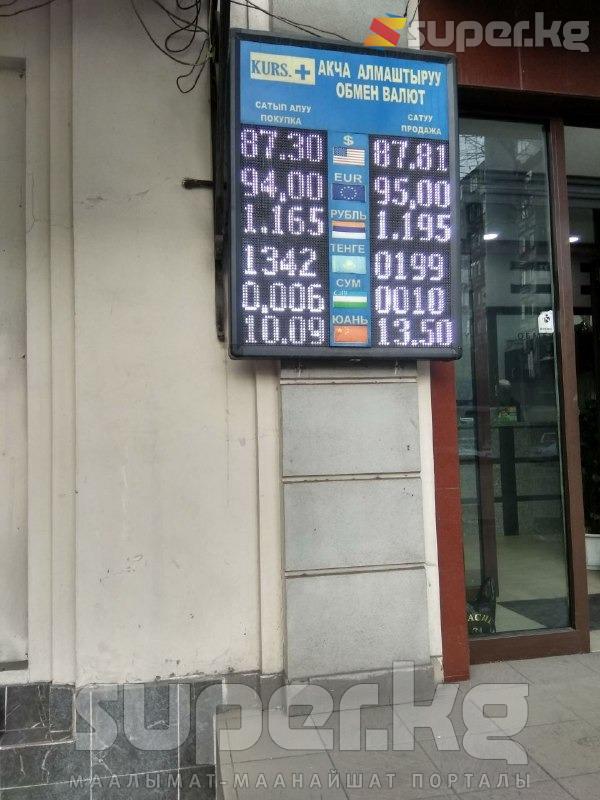 super.kg
KURS.+
АКЧА АЛМАШТЫРУУ
ОБМЕН ВАЛЮТ
САТЫП АЛУУ
ПОКУПКА
САТУУ
ПРОДАЖА
87.30 $ 87.81
94,00 EUR 95,00
1.165 РУБЛЬ 1.195
1342 ТЕНГЕ 0199
0.006 СУМ 0010
10.09 ЮАНЬ 13.50
super.kg
МААЛЫМАТ-МААНАЙШАТ ПОРТАЛЫ